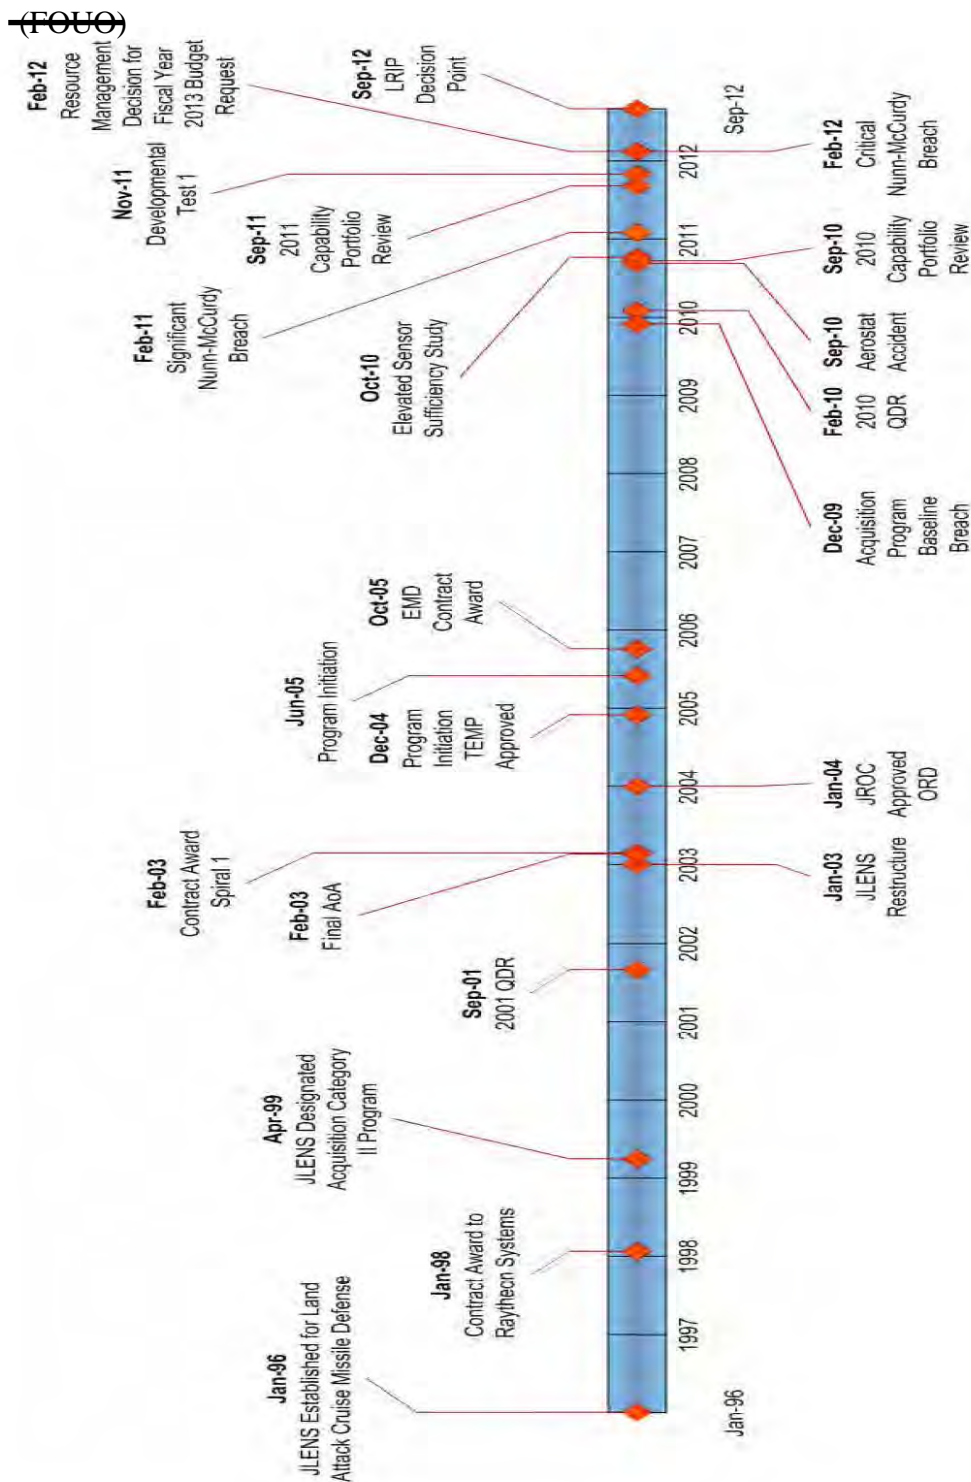 (FOUO)
Jan-96
JLENS Established for Land
Attack Cruise Missile Defense
Jan-98
Contract Award to
Raytheon Systems
Apr-99
JLENS Designated
Acquisition Category
II Program
Sep-01
2001 QDR
Feb-03
Contract Award
Spiral 1
Feb-03
Final AoA
Dec-04
Program
Initiation
TEMP
Approved
Jun-05
Program Initiation
Oct-05
EMD
Contract
Award
Oct-10
Elevated Sensor
Sufficiency Study
Feb-11
Significant
Nunn-McCurdy
Breach
Sep-11
2011
Capability
Portfolio
Review
Nov-11
Developmental
Test 1
Feb-12
Resource
Management
Decision for
Fiscal Year
2013 Budget
Request
Sep-12
LRIP
Decision
Point
1997
1998
1999
2000
2001
2002
2003
2004
2005
2006
2007
2008
2009
2010
2011
2012
Jan-96
Sep-12
Jan-03
JLENS
Restructure
Jan-04
JROC
Approved
ORD
Dec-09
Acquisition
Program
Baseline
Breach
Feb-10
2010
QDR
Sep-10
Aerostat
Accident
Sep-10
2010
Capability
Portfolio
Review
Feb-12
Critical
Nunn-McCurdy
Breach